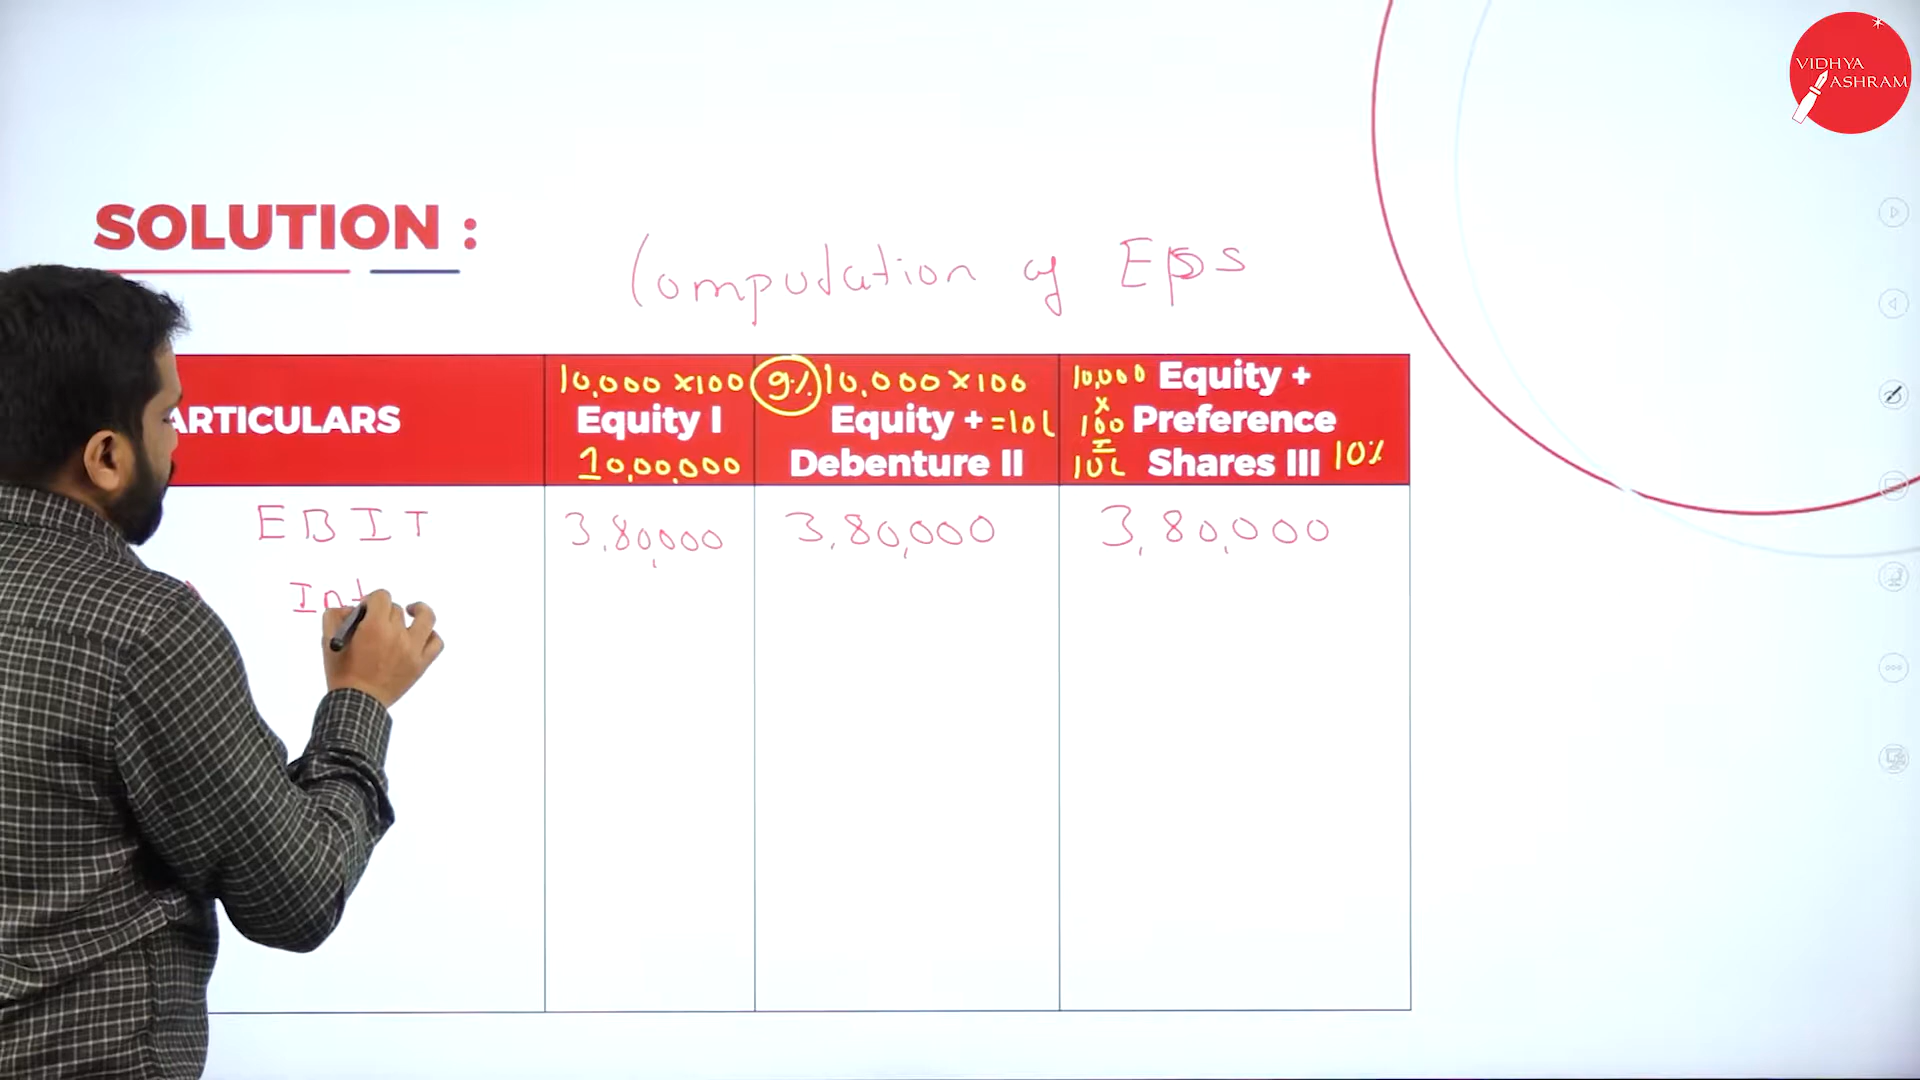 VIDHYA
ASHRAM
SOLUTION :
Computation of EPS
ARTICULARS
10,000 x100
Equity I
10,00,000
9% 10,000 x 100
Equity + = 10L
Debenture II
10,000 Equity +
x
100 Preference
=
10L Shares III 10%
EBIT 3,80,000 3,80,000 3,80,000
Int